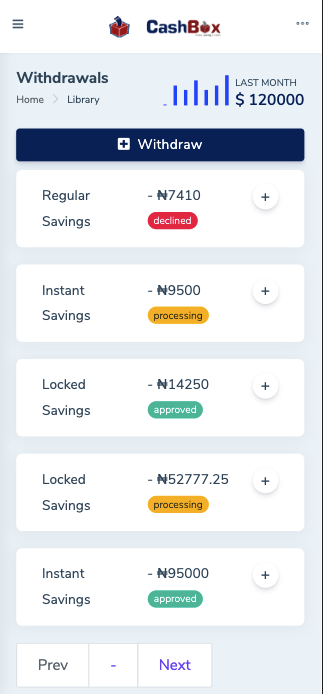 CashBox
Withdrawals
LAST MONTH
Home
Library
$ 120000
Withdraw
Regular Savings
- ₦7410
declined
Instant Savings
- ₦9500
processing
Locked Savings
- ₦14250
approved
Locked Savings
- ₦52777.25
processing
Instant Savings
- ₦95000
approved
Prev
-
Next